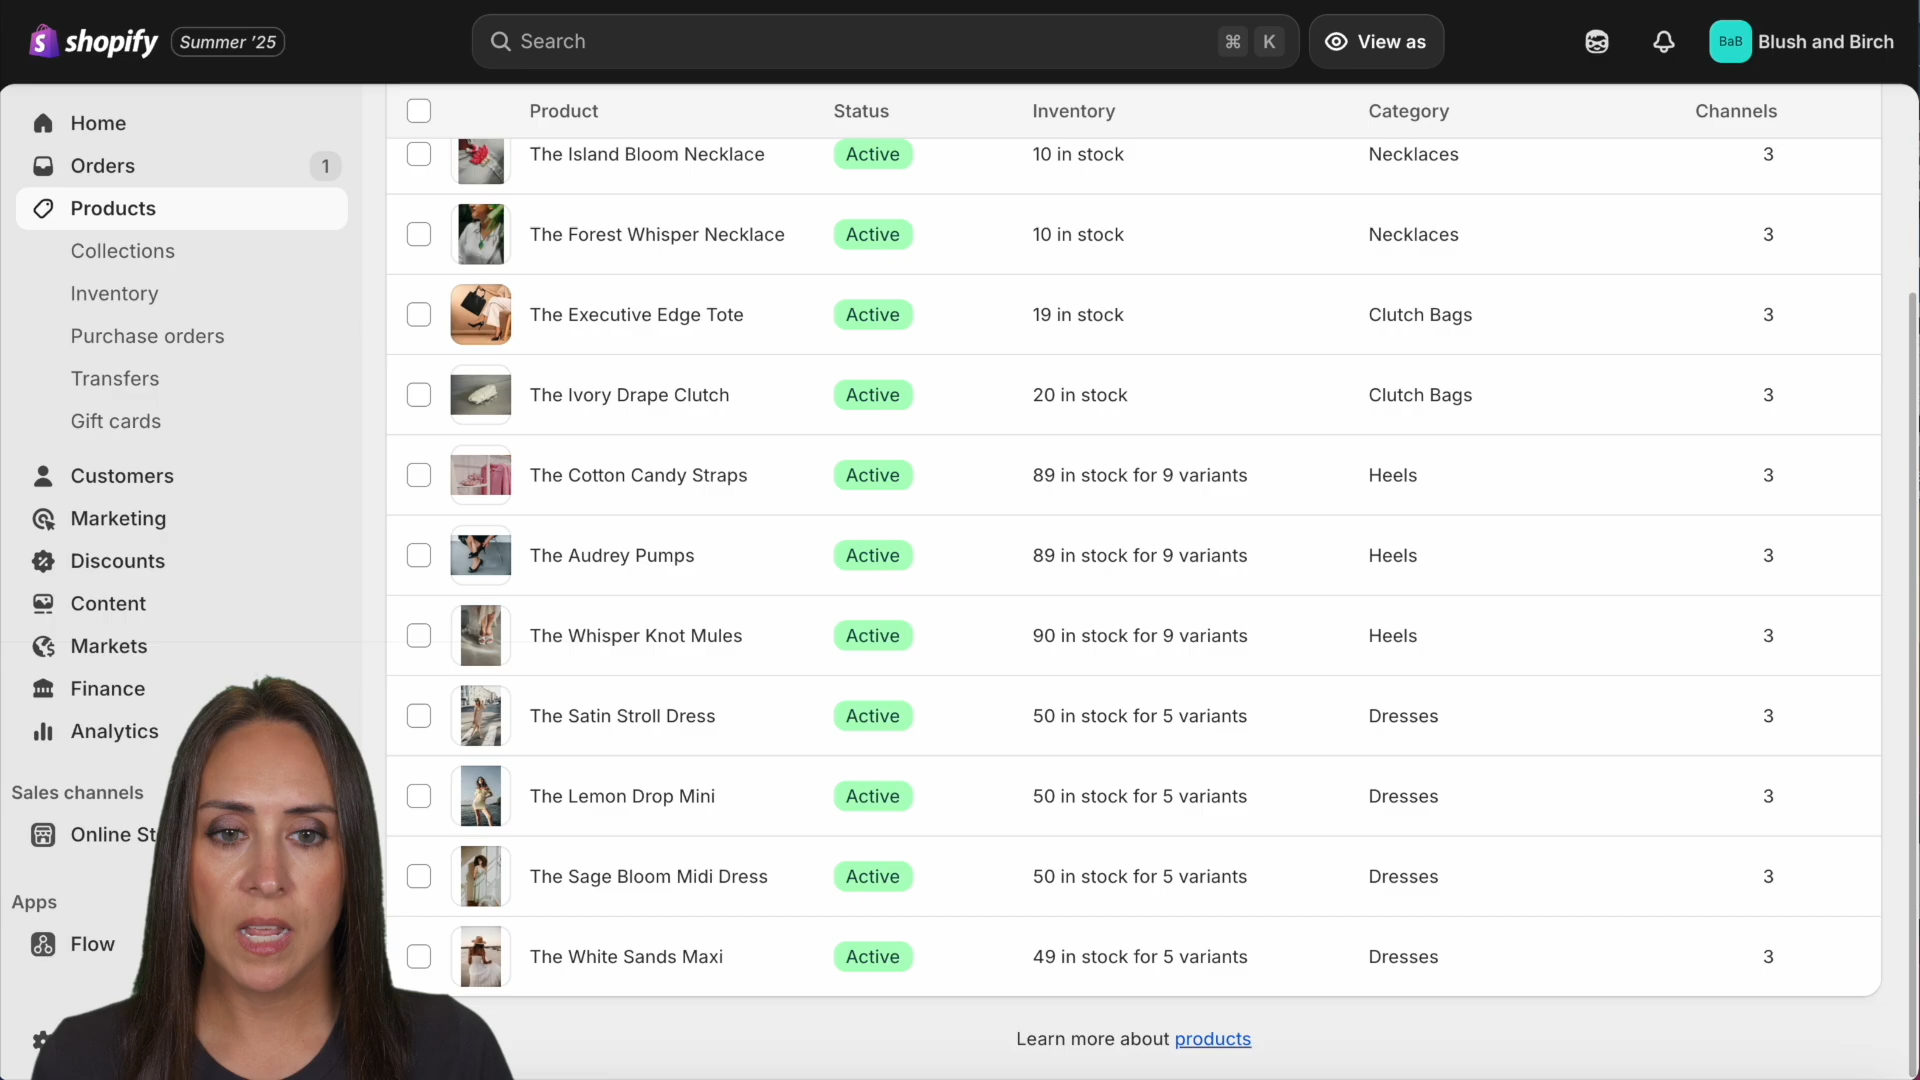 shopify Summer '25 Search ⌘ K View as BaB Blush and Birch
Home
Orders 1
Products
Collections
Inventory
Purchase orders
Transfers
Gift cards
Customers
Marketing
Discounts
Content
Markets
Finance
Analytics
Sales channels
Online St
Apps
Flow
Product Status Inventory Category Channels
The Island Bloom Necklace Active 10 in stock Necklaces 3
The Forest Whisper Necklace Active 10 in stock Necklaces 3
The Executive Edge Tote Active 19 in stock Clutch Bags 3
The Ivory Drape Clutch Active 20 in stock Clutch Bags 3
The Cotton Candy Straps Active 89 in stock for 9 variants Heels 3
The Audrey Pumps Active 89 in stock for 9 variants Heels 3
The Whisper Knot Mules Active 90 in stock for 9 variants Heels 3
The Satin Stroll Dress Active 50 in stock for 5 variants Dresses 3
The Lemon Drop Mini Active 50 in stock for 5 variants Dresses 3
The Sage Bloom Midi Dress Active 50 in stock for 5 variants Dresses 3
The White Sands Maxi Active 49 in stock for 5 variants Dresses 3
Learn more about products